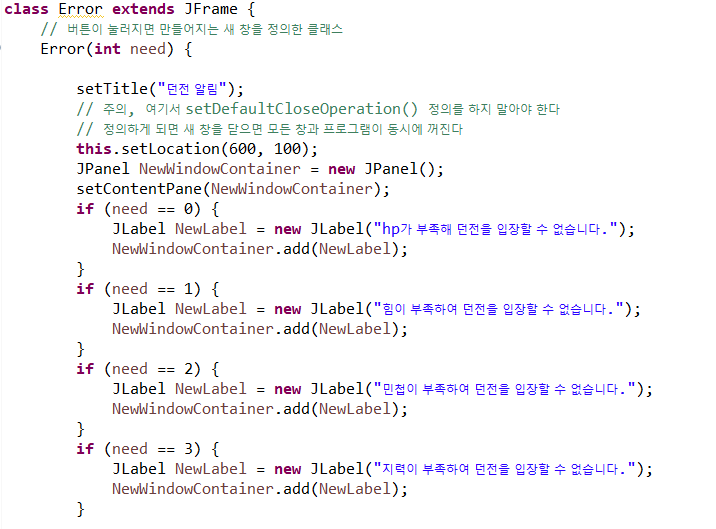 class Error extends JFrame {
// 버튼이 눌러지면 만들어지는 새 창을 정의한 클래스
Error(int need) {
setTitle("던전 알림");
// 주의, 여기서 setDefaultCloseOperation() 정의를 하지 말아야 한다
// 정의하게 되면 새 창을 닫으면 모든 창과 프로그램이 동시에 꺼진다
this.setLocation(600, 100);
JPanel NewWindowContainer = new JPanel();
setContentPane(NewWindowContainer);
if (need == 0) {
JLabel NewLabel = new JLabel("hp가 부족해 던전을 입장할 수 없습니다.");
NewWindowContainer.add(NewLabel);
}
if (need == 1) {
JLabel NewLabel = new JLabel("힘이 부족하여 던전을 입장할 수 없습니다.");
NewWindowContainer.add(NewLabel);
}
if (need == 2) {
JLabel NewLabel = new JLabel("민첩이 부족하여 던전을 입장할 수 없습니다.");
NewWindowContainer.add(NewLabel);
}
if (need == 3) {
JLabel NewLabel = new JLabel("지력이 부족하여 던전을 입장할 수 없습니다.");
NewWindowContainer.add(NewLabel);
}